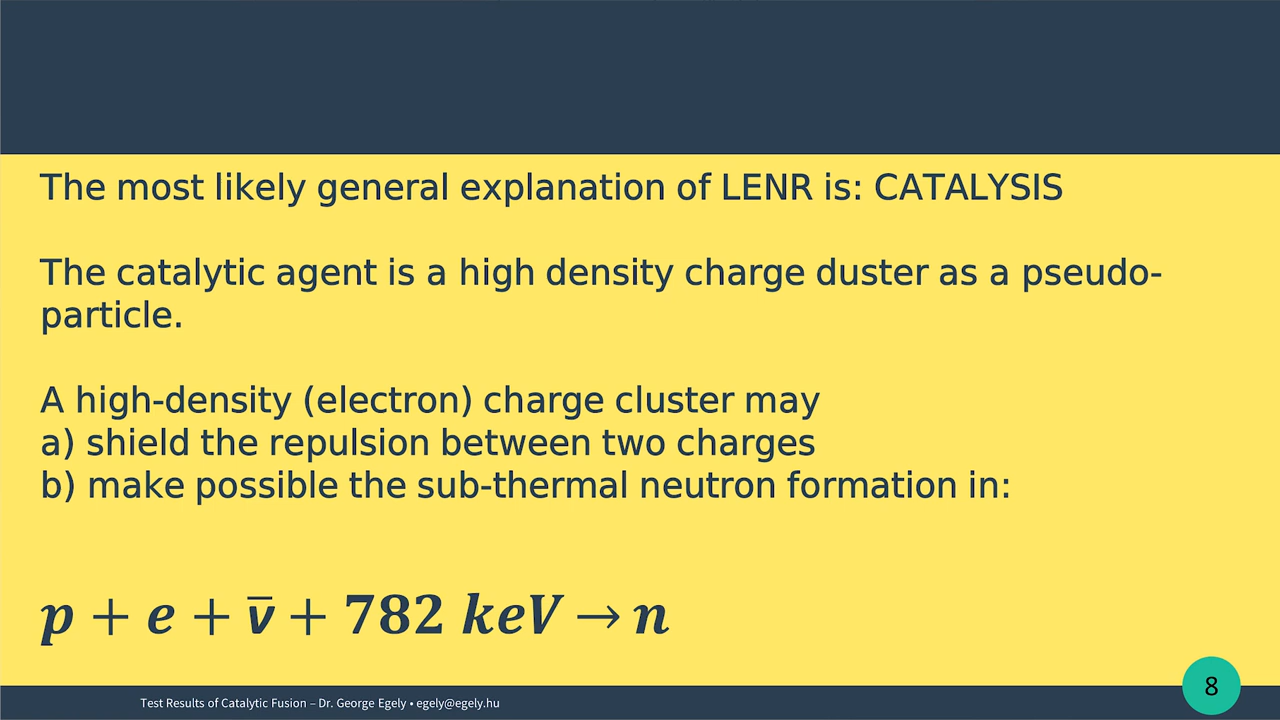 The most likely general explanation of LENR is: CATALYSIS
The catalytic agent is a high density charge duster as a pseudo-
particle.
A high-density (electron) charge cluster may
a) shield the repulsion between two charges
b) make possible the sub-thermal neutron formation in:
p + e + v̅ + 782 keV → n
8
Test Results of Catalytic Fusion – Dr. George Egely • egely@egely.hu